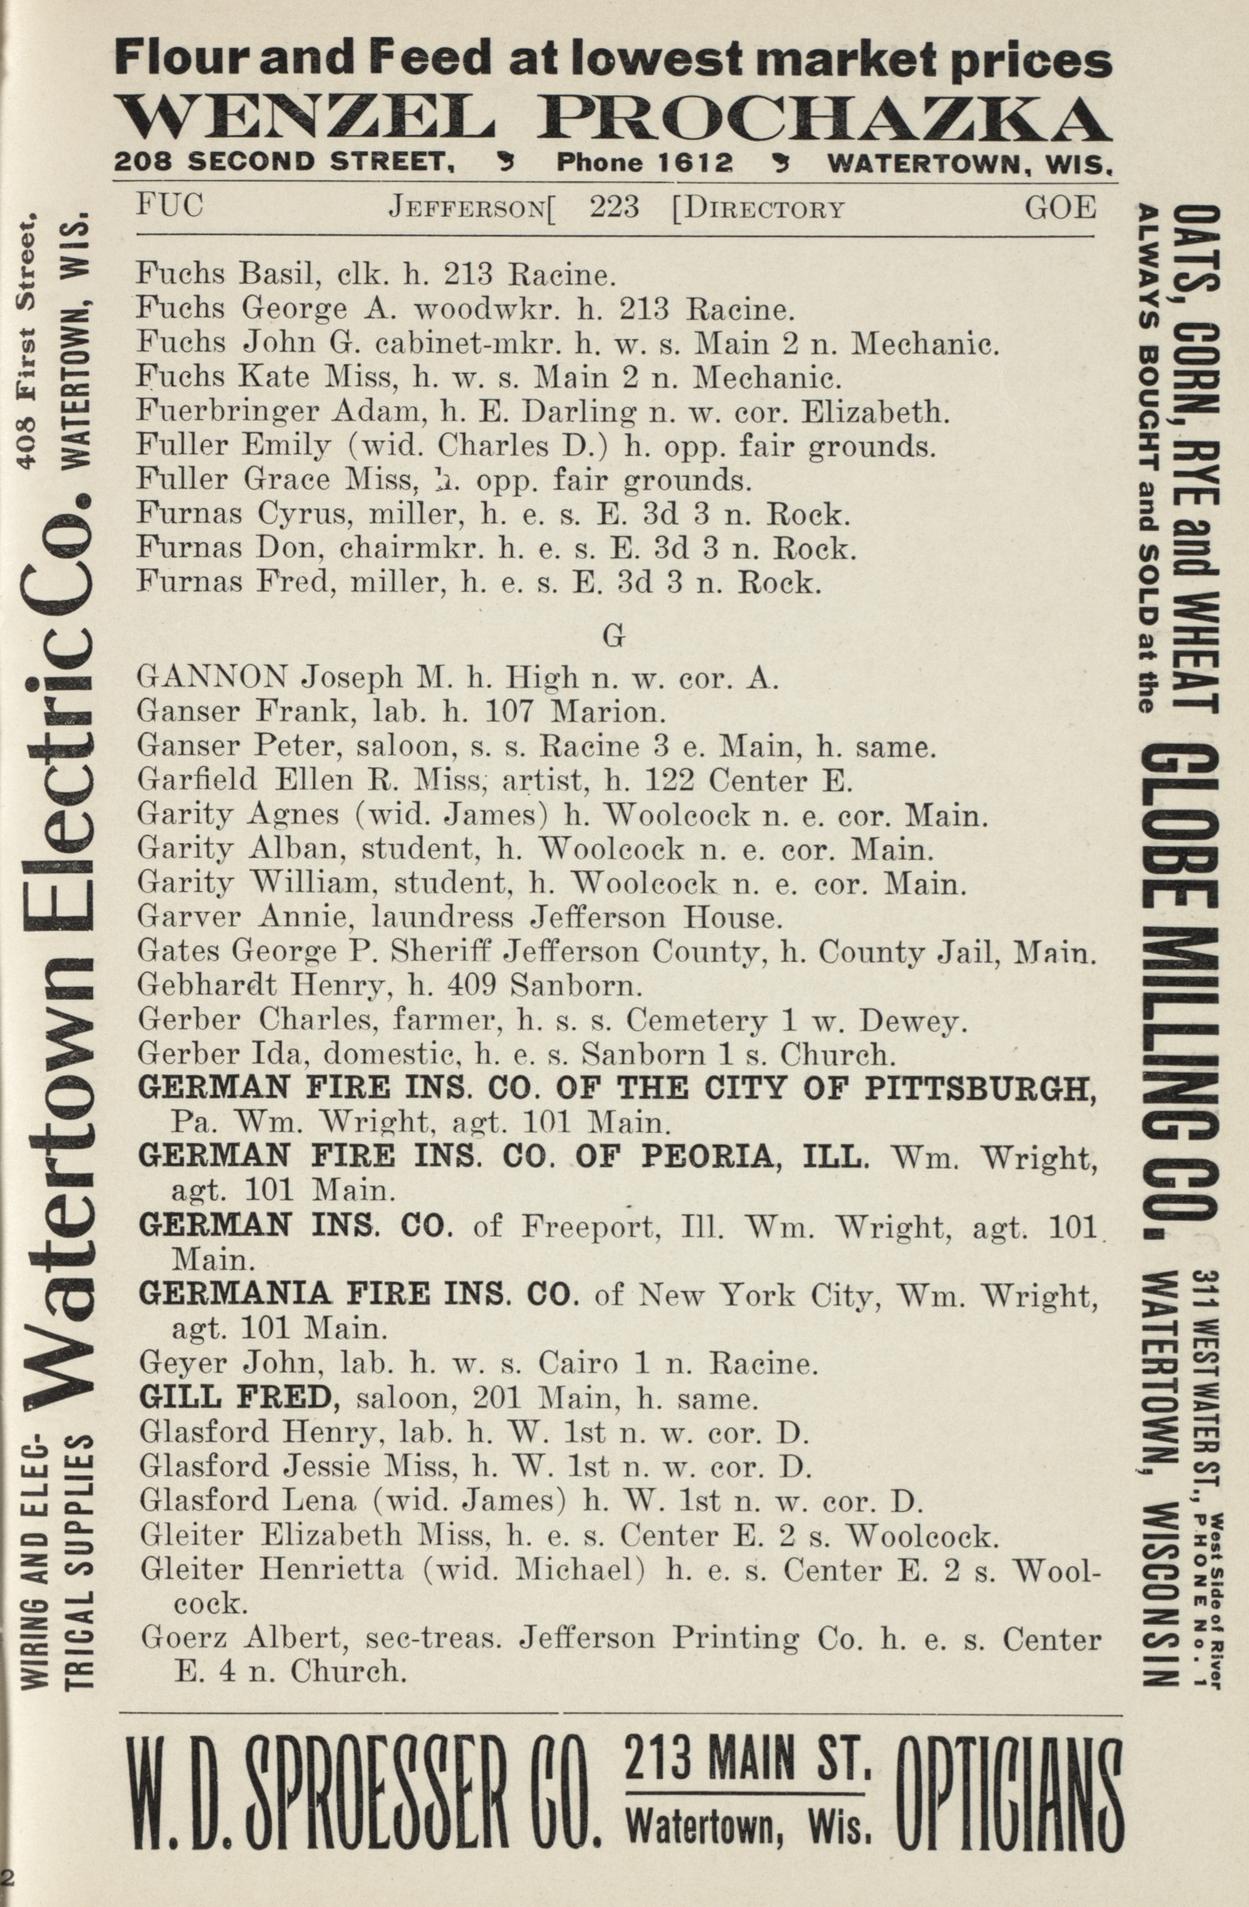 Flour and Feed at lowest market prices
WENZEL PROCHAZKA
208 SECOND STREET, Phone 1612 WATERTOWN, WIS.
FUC JEFFERSON[ 223 [DIRECTORY GOE
Fuchs Basil, clk. h. 213 Racine.
Fuchs George A. woodwkr. h. 213 Racine.
Fuchs John G. cabinet-mkr. h. w. s. Main 2 n. Mechanic.
Fuchs Kate Miss, h. w. s. Main 2 n. Mechanic.
Fuerbringer Adam, h. E. Darling n. w. cor. Elizabeth.
Fuller Emily (wid. Charles D.) h. opp. fair grounds.
Fuller Grace Miss, h. opp. fair grounds.
Furnas Cyrus, miller, h. e. s. E. 3d 3 n. Rock.
Furnas Don, chairmkr. h. e. s. E. 3d 3 n. Rock.
Furnas Fred, miller, h. e. s. E. 3d 3 n. Rock.
G
GANNON Joseph M. h. High n. w. cor. A.
Ganser Frank, lab. h. 107 Marion.
Ganser Peter, saloon, s. s. Racine 3 e. Main, h. same.
Garfield Ellen R. Miss, artist, h. 122 Center E.
Garity Agnes (wid. James) h. Woolcock n. e. cor. Main.
Garity Alban, student, h. Woolcock n. e. cor. Main.
Garity William, student, h. Woolcock n. e. cor. Main.
Garver Annie, laundress Jefferson House.
Gates George P. Sheriff Jefferson County, h. County Jail, Main.
Gebhardt Henry, h. 409 Sanborn.
Gerber Charles, farmer, h. s. s. Cemetery 1 w. Dewey.
Gerber Ida, domestic, h. e. s. Sanborn 1 s. Church.
GERMAN FIRE INS. CO. OF THE CITY OF PITTSBURGH,
Pa. Wm. Wright, agt. 101 Main.
GERMAN FIRE INS. CO. OF PEORIA, ILL. Wm. Wright,
agt. 101 Main.
GERMAN INS. CO. of Freeport, Ill. Wm. Wright, agt. 101
Main.
GERMANIA FIRE INS. CO. of New York City, Wm. Wright,
agt. 101 Main.
Geyer John, lab. h. w. s. Cairo 1 n. Racine.
GILL FRED, saloon, 201 Main, h. same.
Glasford Henry, lab. h. W. 1st n. w. cor. D.
Glasford Jessie Miss, h. W. 1st n. w. cor. D.
Glasford Lena (wid. James) h. W. 1st n. w. cor. D.
Gleiter Elizabeth Miss, h. e. s. Center E. 2 s. Woolcock.
Gleiter Henrietta (wid. Michael) h. e. s. Center E. 2 s. Wool-
cock.
Goerz Albert, sec-treas. Jefferson Printing Co. h. e. s. Center
E. 4 n. Church.
WIRING AND ELEC-
TRICAL SUPPLIES
Watertown Electric Co.
408 First Street,
WATERTOWN, WIS.
OATS, CORN, RYE and WHEAT
ALWAYS BOUGHT and SOLD at the
GLOBE MILLING CO.
311 WEST WATER ST.,
West Side of River
PHONE No. 1
WATERTOWN, WISCONSIN
W. D. SPROESSER CO. 213 MAIN ST. OPTICIANS
Watertown, Wis.
2